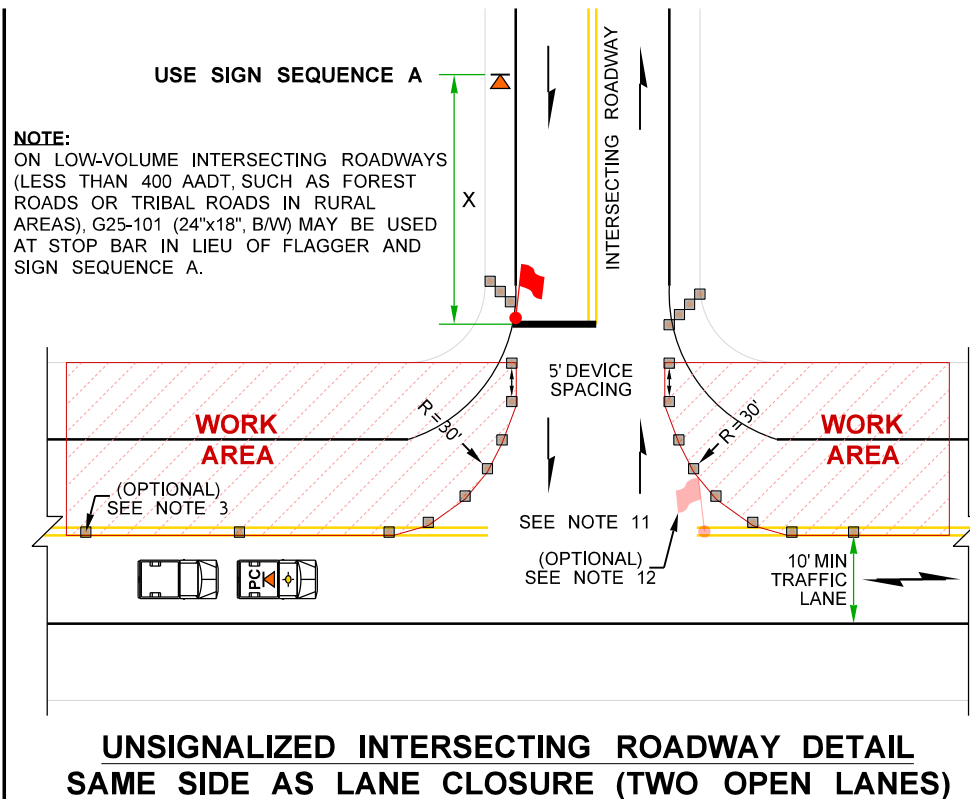 USE SIGN SEQUENCE A
NOTE:
ON LOW-VOLUME INTERSECTING ROADWAYS
(LESS THAN 400 AADT, SUCH AS FOREST
ROADS OR TRIBAL ROADS IN RURAL
AREAS), G25-101 (24"x18", B/W) MAY BE USED
AT STOP BAR IN LIEU OF FLAGGER AND
SIGN SEQUENCE A.
X
INTERSECTING ROADWAY
5' DEVICE
SPACING
R=30'
R=30'
WORK
AREA
WORK
AREA
(OPTIONAL)
SEE NOTE 3
SEE NOTE 11
(OPTIONAL)
SEE NOTE 12
10' MIN
TRAFFIC
LANE
PC
UNSIGNALIZED INTERSECTING ROADWAY DETAIL
SAME SIDE AS LANE CLOSURE (TWO OPEN LANES)